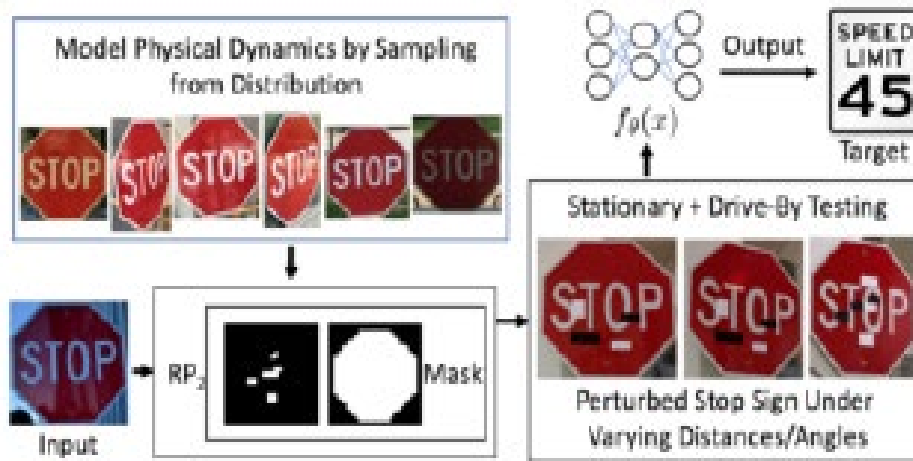 Model Physical Dynamics by Sampling
from Distribution
STOP STOP STOP STOP STOP STOP
Output
SPEED
LIMIT
45
f_θ(x)
Target
Stationary + Drive-By Testing
STOP STOP STOP
Perturbed Stop Sign Under
Varying Distances/Angles
STOP
Input
RP₂
Mask